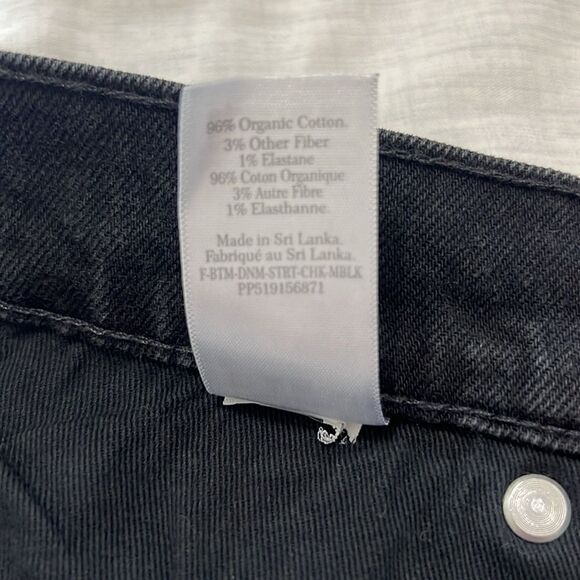 96% Organic Cotton.
3% Other Fiber
1% Elastane
96% Coton Organique
3% Autre Fibre
1% Elasthanne.
Made in Sri Lanka.
Fabriqué au Sri Lanka.
F-BTM-DNM-STRT-CHK-MBLK
PP519156871